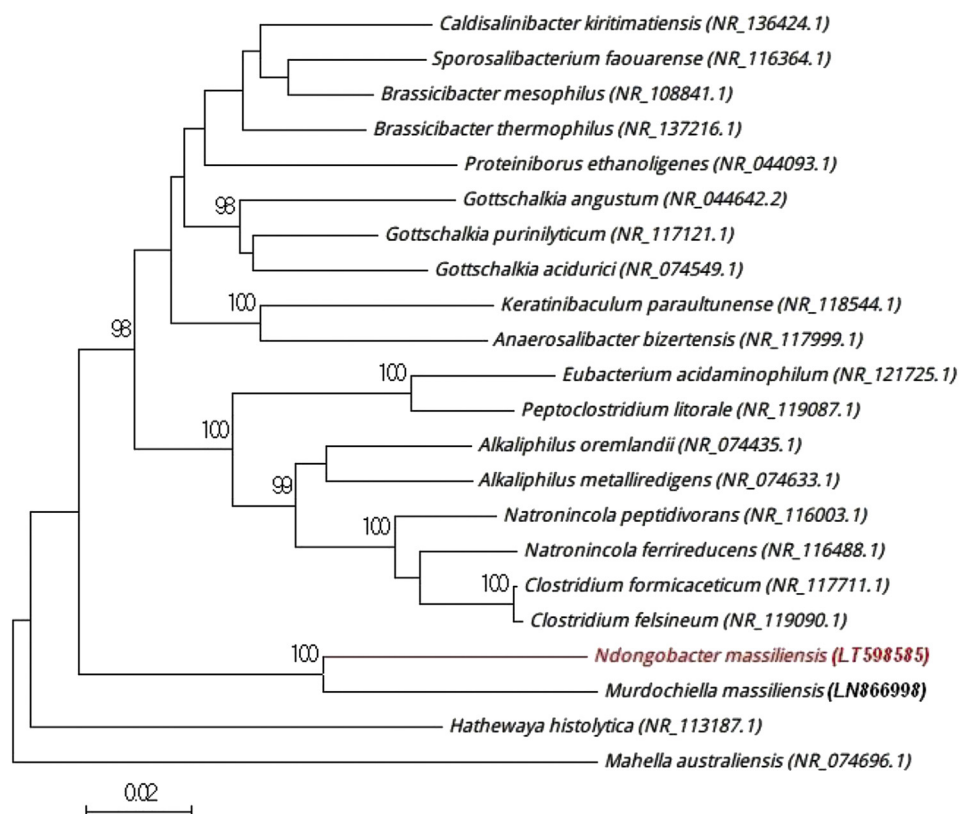 Caldisalinibacter kiritimatiensis (NR_136424.1)
Sporosalibacterium faouarense (NR_116364.1)
Brassicibacter mesophilus (NR_108841.1)
Brassicibacter thermophilus (NR_137216.1)
Proteiniborus ethanoligenes (NR_044093.1)
98
Gottschalkia angustum (NR_044642.2)
Gottschalkia purinilyticum (NR_117121.1)
Gottschalkia acidurici (NR_074549.1)
100
Keratinibaculum paraultunense (NR_118544.1)
98
Anaerosalibacter bizertensis (NR_117999.1)
100
Eubacterium acidaminophilum (NR_121725.1)
Peptoclostridium litorale (NR_119087.1)
100
Alkaliphilus oremlandii (NR_074435.1)
99
Alkaliphilus metalliredigens (NR_074633.1)
100
Natronincola peptidivorans (NR_116003.1)
Natronincola ferrireducens (NR_116488.1)
100
Clostridium formicaceticum (NR_117711.1)
Clostridium felsineum (NR_119090.1)
100
Ndongobacter massiliensis (LT598585)
Murdochiella massiliensis (LN866998)
Hathewaya histolytica (NR_113187.1)
Mahella australiensis (NR_074696.1)
0.02